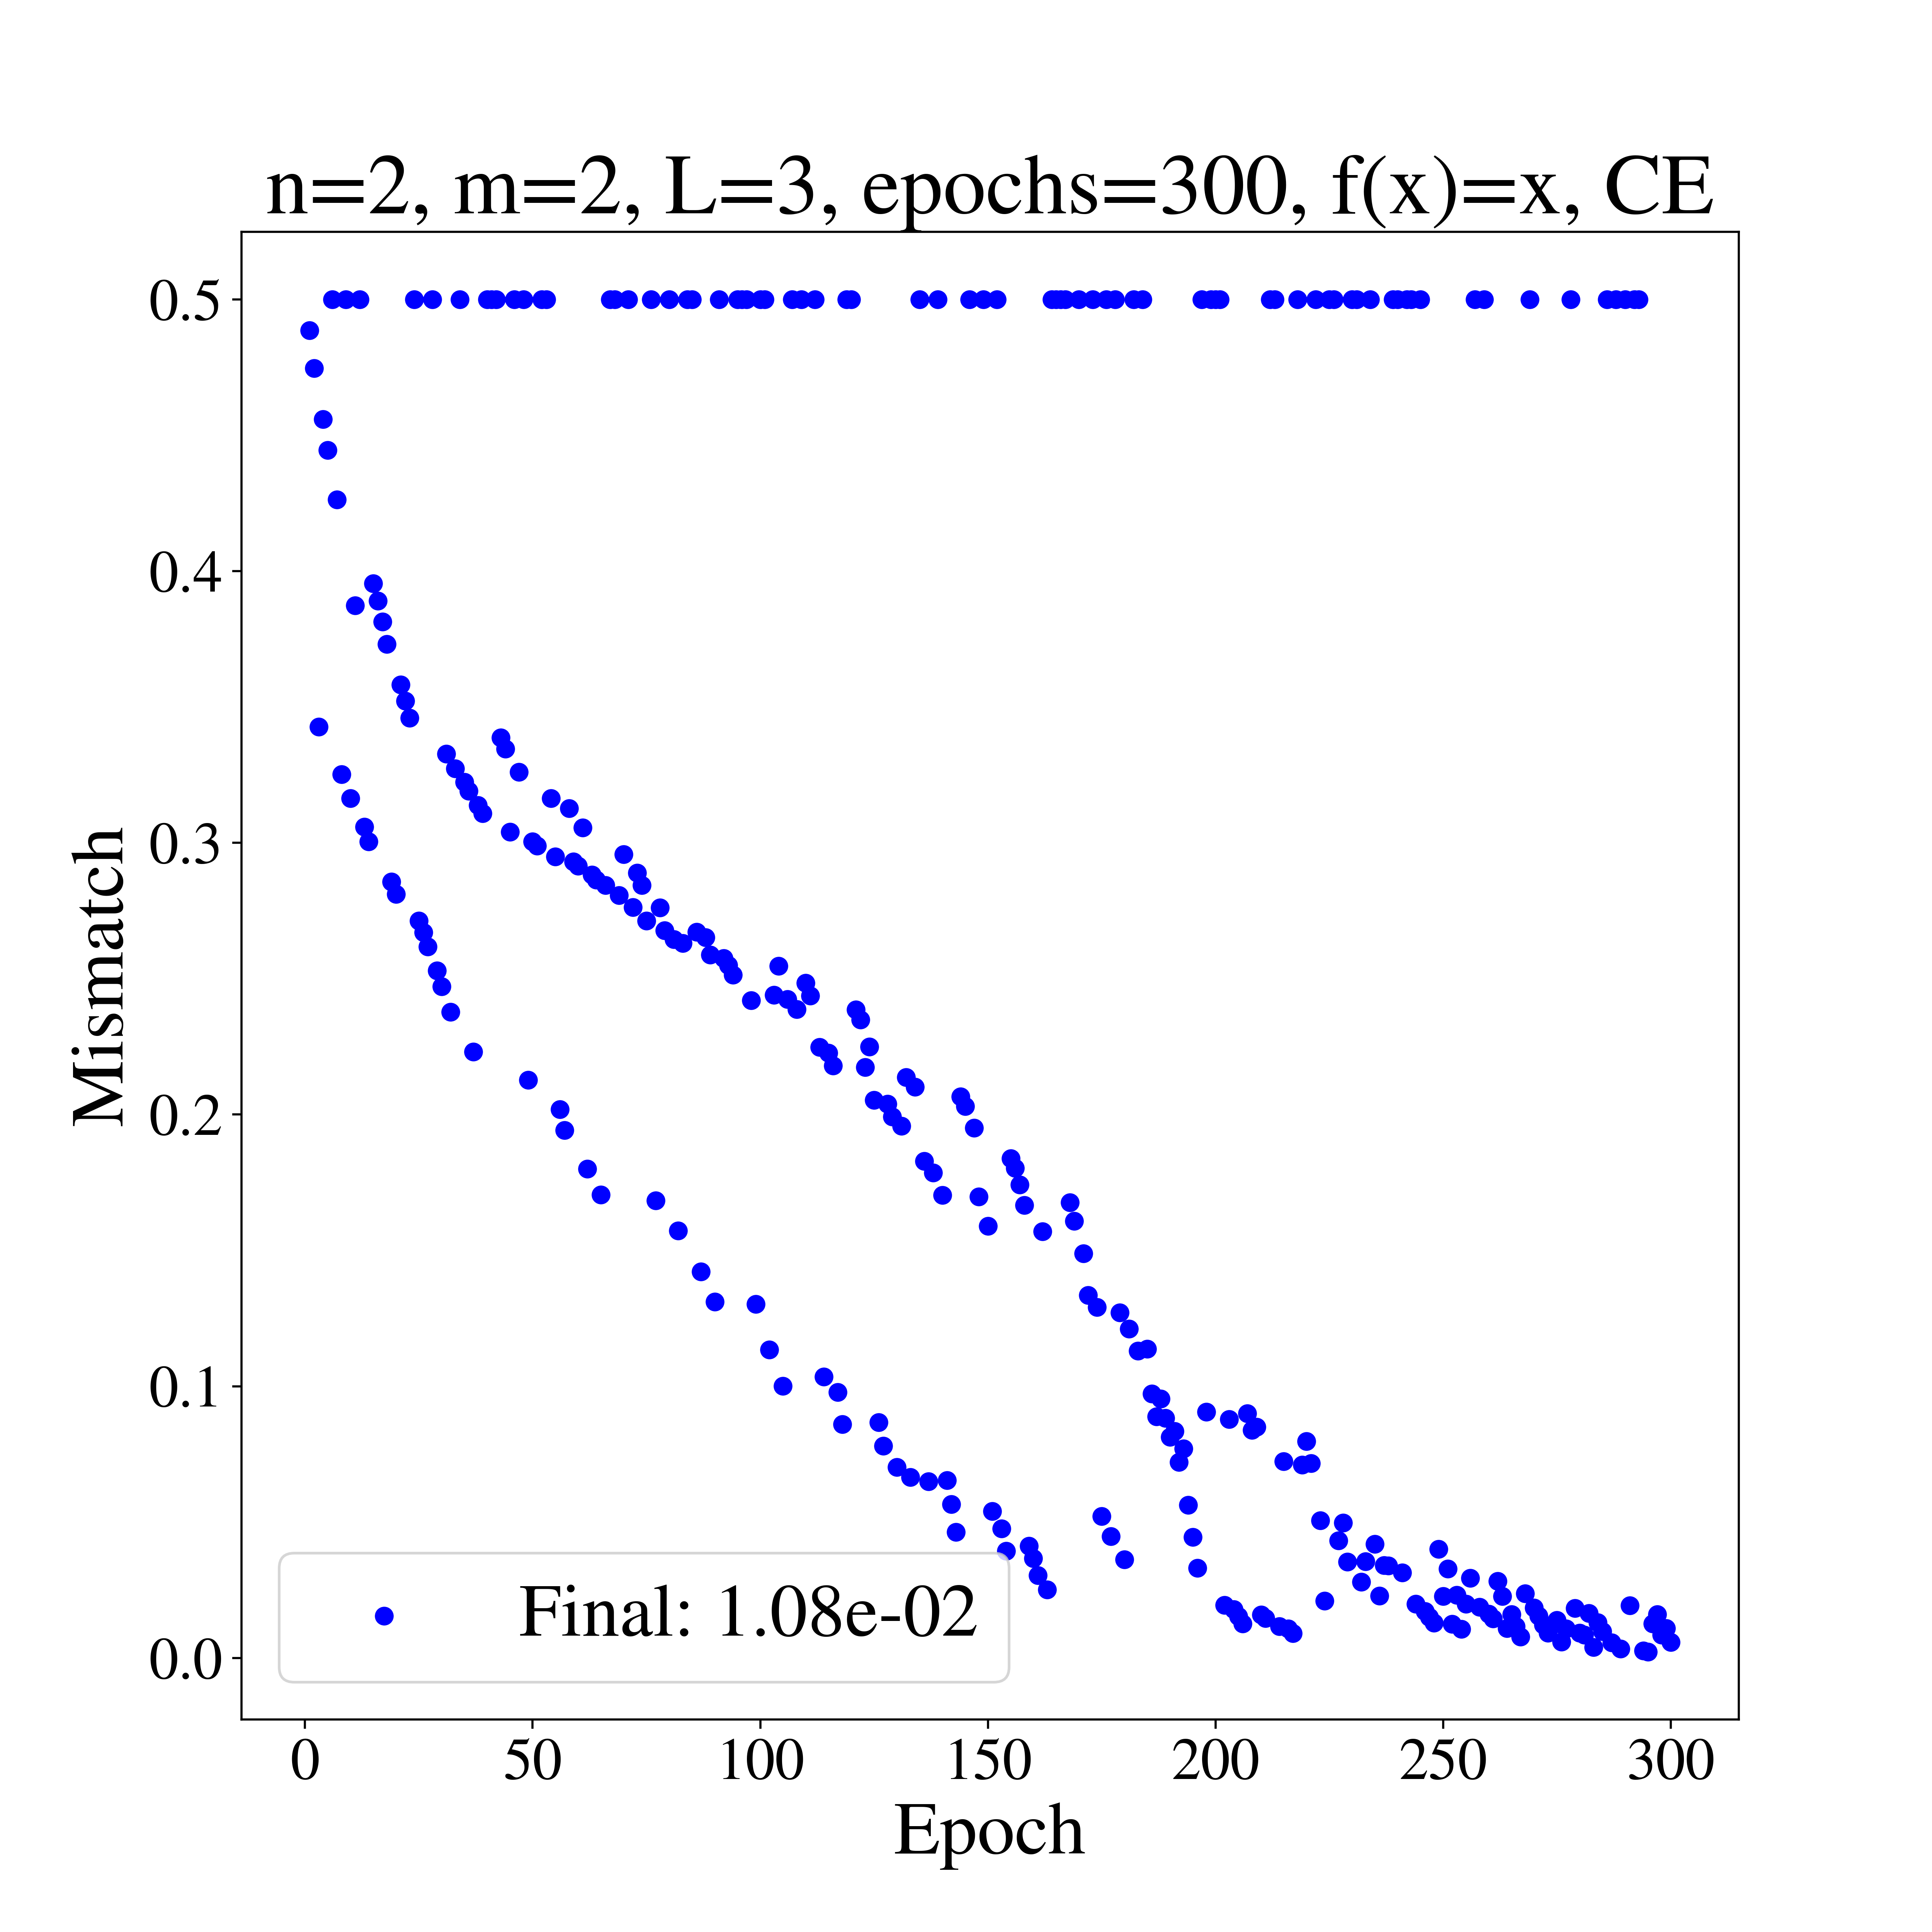 n=2, m=2, L=3, epochs=300, f(x)=x, CE
0.5
0.4
0.3
0.2
0.1
0.0
Mismatch
Final: 1.08e-02
0 50 100 150 200 250 300
Epoch